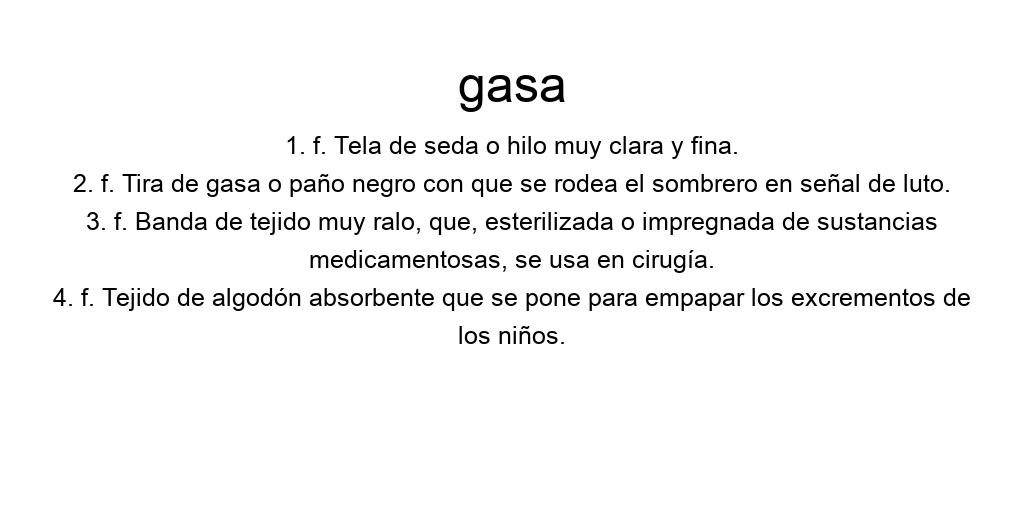 gasa
1. f. Tela de seda o hilo muy clara y fina.
2. f. Tira de gasa o paño negro con que se rodea el sombrero en señal de luto.
3. f. Banda de tejido muy ralo, que, esterilizada o impregnada de sustancias
medicamentosas, se usa en cirugía.
4. f. Tejido de algodón absorbente que se pone para empapar los excrementos de
los niños.